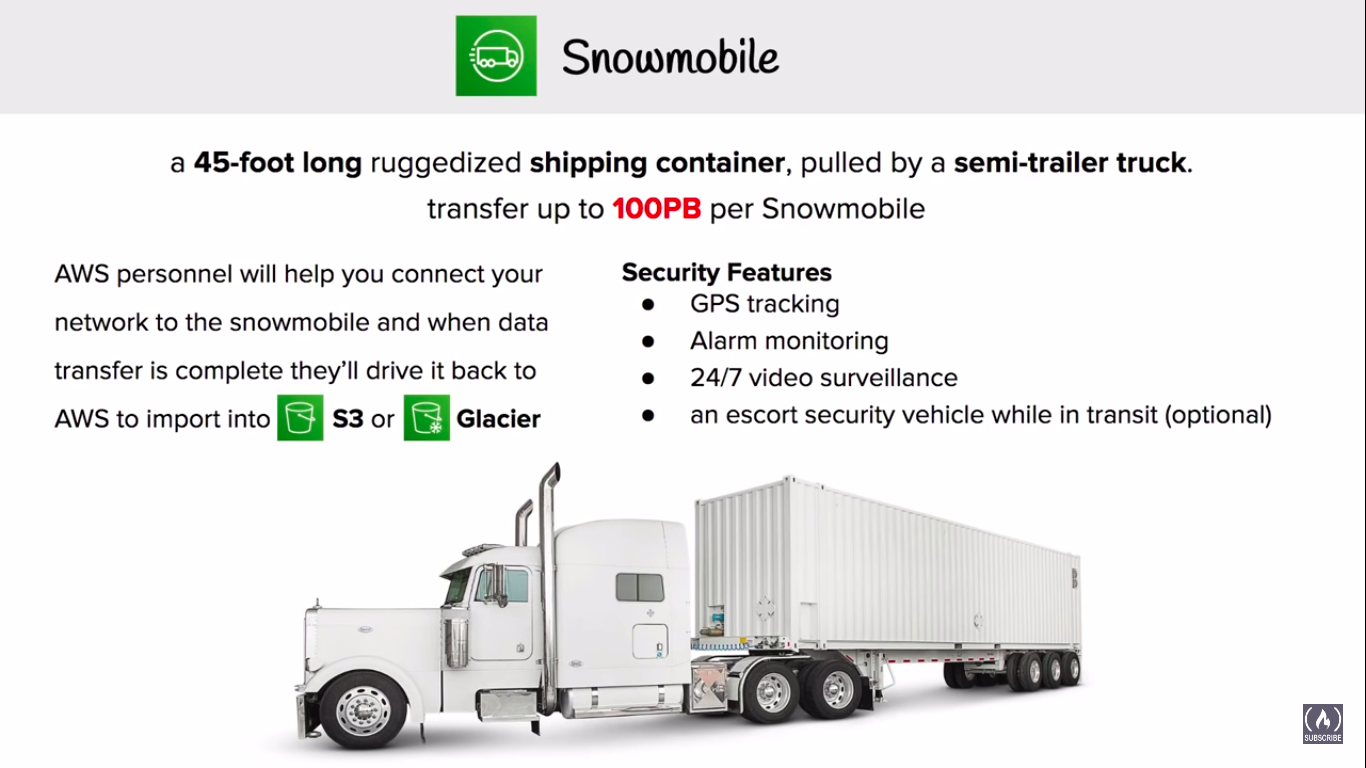 Snowmobile
a 45-foot long ruggedized shipping container, pulled by a semi-trailer truck.
transfer up to 100PB per Snowmobile
AWS personnel will help you connect your
network to the snowmobile and when data
transfer is complete they’ll drive it back to
AWS to import into S3 or Glacier
Security Features
● GPS tracking
● Alarm monitoring
● 24/7 video surveillance
● an escort security vehicle while in transit (optional)
SUBSCRIBE